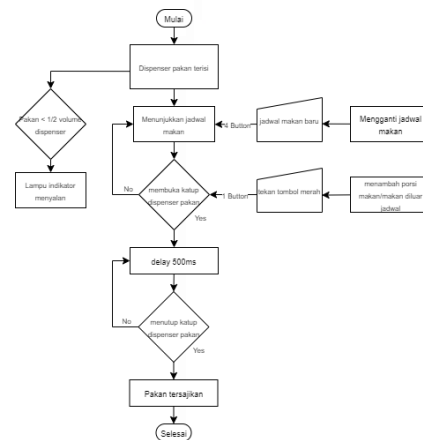 Mulai
Dispenser pakan terisi
Pakan < 1/2 volume
dispenser
Lampu indikator
menyalan
Menunjukkan jadwal
makan
4 Button
jadwal makan baru
Mengganti jadwal
makan
membuka katup
dispenser pakan
No
Yes
1 Button
tekan tombol merah
menambah porsi
makan/makan diluar
jadwal
delay 500ms
menutup katup
dispenser pakan
No
Yes
Pakan tersajikan
Selesai